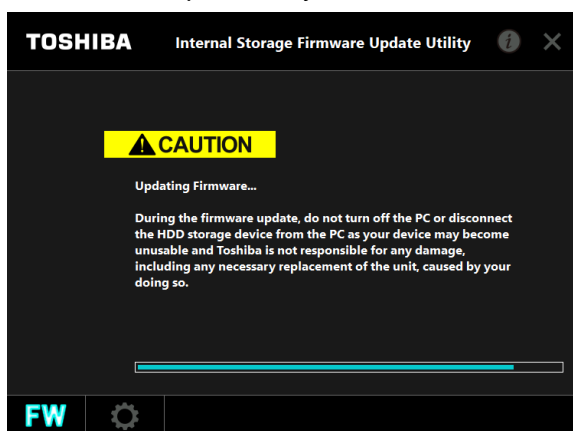 TOSHIBA Internal Storage Firmware Update Utility
CAUTION
Updating Firmware...
During the firmware update, do not turn off the PC or disconnect
the HDD storage device from the PC as your device may become
unusable and Toshiba is not responsible for any damage,
including any necessary replacement of the unit, caused by your
doing so.
FW